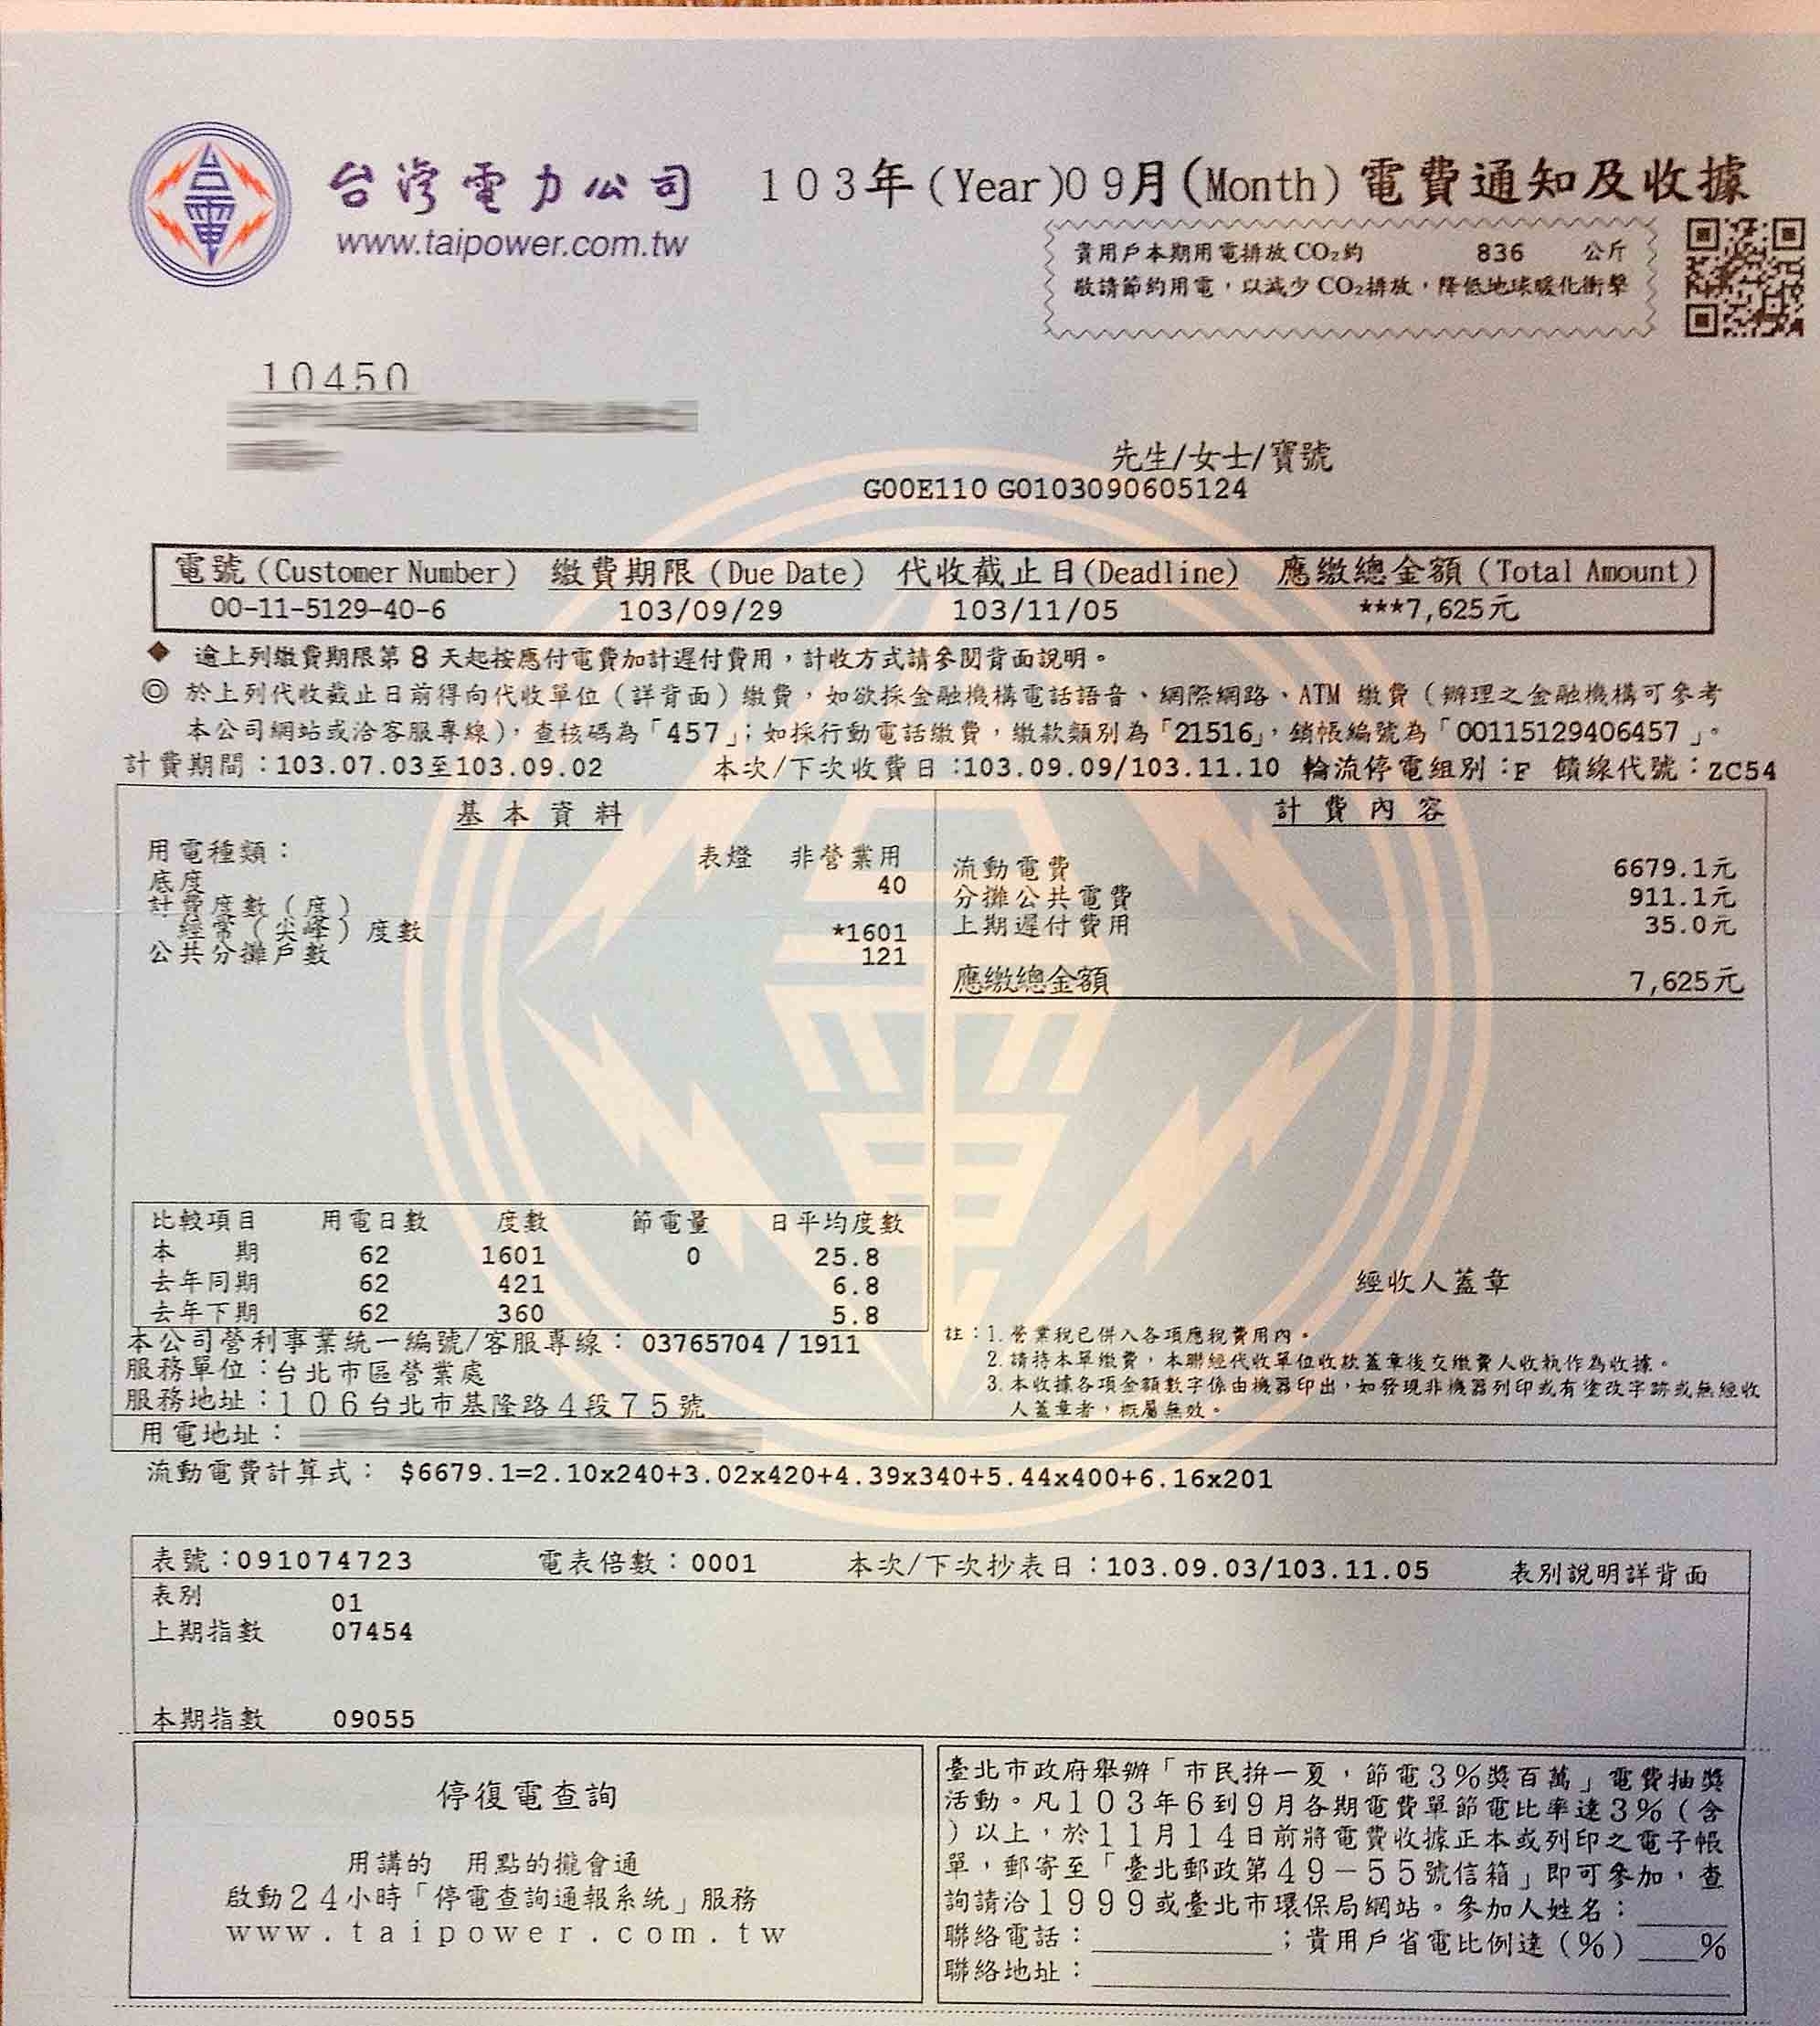 台灣電力公司 103年(Year)09月(Month)電費通知及收據
www.taipower.com.tw
貴用戶本期用電排放CO₂約 836 公斤
敬請節約用電，以減少CO₂排放，降低地球暖化衝擊
10450
先生/女士/寶號
G00E110 G0103090605124
電號(Customer Number) 繳費期限(Due Date) 代收截止日(Deadline) 應繳總金額(Total Amount)
00-11-5129-40-6 103/09/29 103/11/05 ***7,625元
◆ 逾上列繳費期限第 8 天起按應付電費加計遲付費用，計收方式請參閱背面說明。
◎ 於上列代收截止日前得向代收單位（詳背面）繳費，如欲採金融機構電話語音、網際網路、ATM 繳費（辦理之金融機構可參考
本公司網站或洽客服專線），查核碼為「457」；如採行動電話繳費，繳款類別為「21516」，銷帳編號為「00115129406457」。
計費期間：103.07.03至103.09.02 本次/下次收費日：103.09.09/103.11.10 輪流停電組別：F 饋線代號：ZC54
基本資料
用電種類： 表燈 非營業用
底度 40
計費度數（度）
經常（尖峰）度數 *1601
公共分攤戶數 121
計費內容
流動電費 6679.1元
分攤公共電費 911.1元
上期遲付費用 35.0元
應繳總金額 7,625元
比較項目 用電日數 度數 節電量 日平均度數
本期 62 1601 0 25.8
去年同期 62 421 6.8
去年下期 62 360 5.8
本公司營利事業統一編號/客服專線：03765704 / 1911
服務單位：台北市區營業處
服務地址：106台北市基隆路4段75號
經收人蓋章
註：1. 營業稅已併入各項應稅費用內。
2. 請持本單繳費，本聯經代收單位收款蓋章後交繳費人收執作為收據。
3. 本收據各項金額數字係由機器印出，如發現非機器列印或有塗改字跡或無經收
人蓋章者，概屬無效。
用電地址：
流動電費計算式： $6679.1=2.10x240+3.02x420+4.39x340+5.44x400+6.16x201
表號：091074723 電表倍數：0001 本次/下次抄表日：103.09.03/103.11.05 表別說明詳背面
表別 01
上期指數 07454
本期指數 09055
停復電查詢
用講的 用點的攏會通
啟動24小時「停電查詢通報系統」服務
www.taipower.com.tw
臺北市政府舉辦「市民拚一夏，節電3%獎百萬」電費抽獎
活動。凡103年6到9月各期電費單節電比率達3%（含
）以上，於11月14日前將電費收據正本或列印之電子帳
單，郵寄至「臺北郵政第49－55號信箱」即可參加，查
詢請洽1999或臺北市環保局網站。參加人姓名：
聯絡電話： ；貴用戶省電比例達（%） %
聯絡地址：